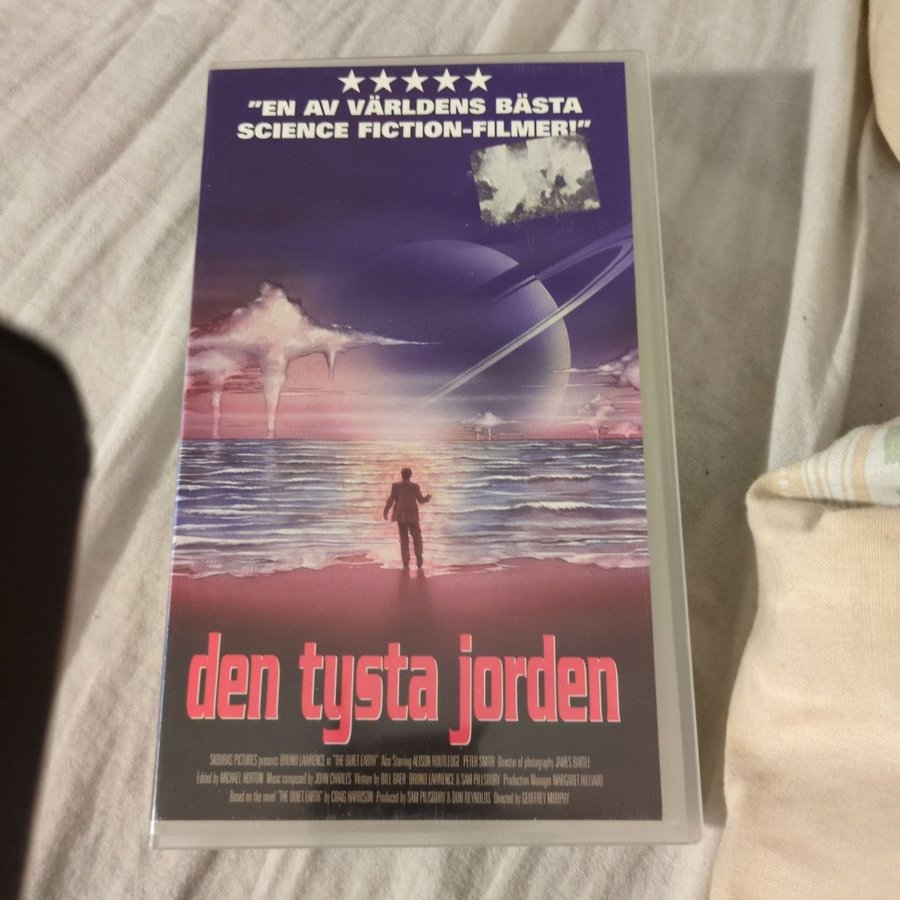 ★★★★★
"EN AV VÄRLDENS BÄSTA
SCIENCE FICTION-FILMER!"
den tysta jorden
SKOURAS PICTURES presents BRUNO LAWRENCE in "THE QUIET EARTH" Also Starring ALISON ROUTLEDGE PETER SMITH Director of photography JAMES BARTLE
Edited by MICHAEL HORTON Music composed by JOHN CHARLES Written by BILL BAER BRUNO LAWRENCE & SAM PILLSBURY Production Manager MARGARET HILLIARD
Based on the novel "THE QUIET EARTH" by CRAIG HARRISON Produced by SAM PILLSBURY & DON REYNOLDS Directed by GEOFFREY MURPHY